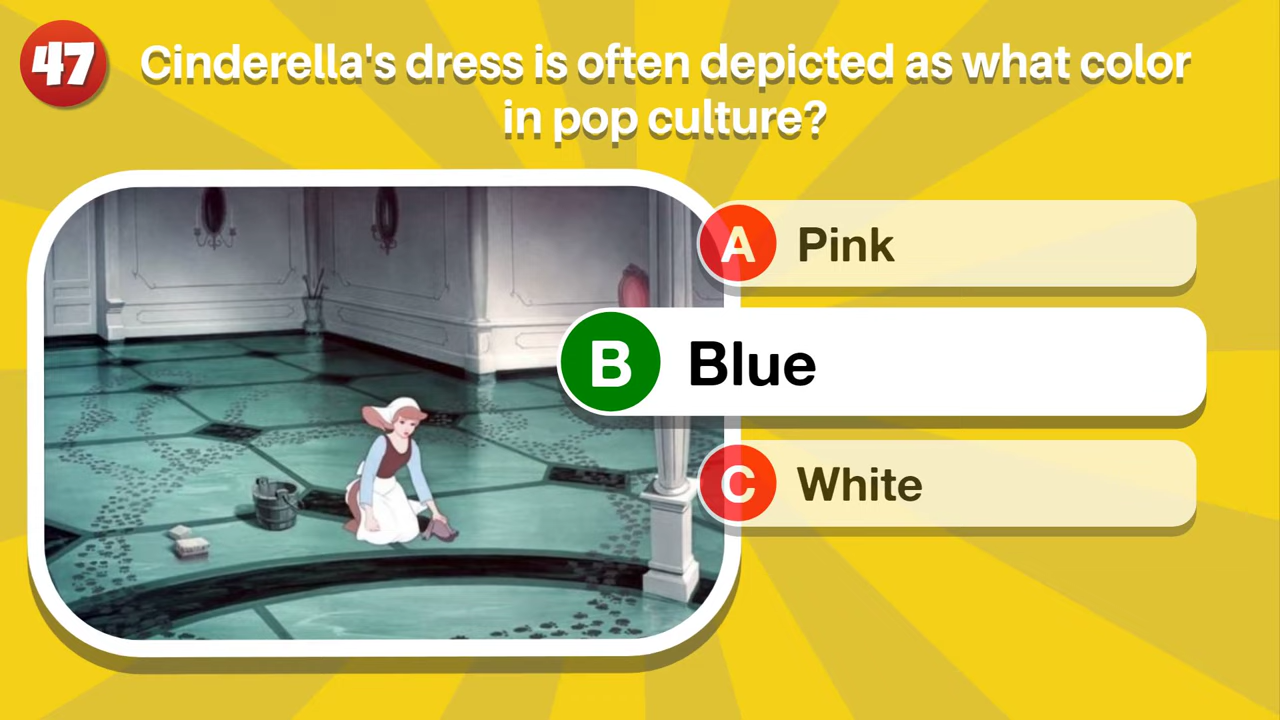 47
Cinderella's dress is often depicted as what color
in pop culture?
A Pink
B Blue
C White